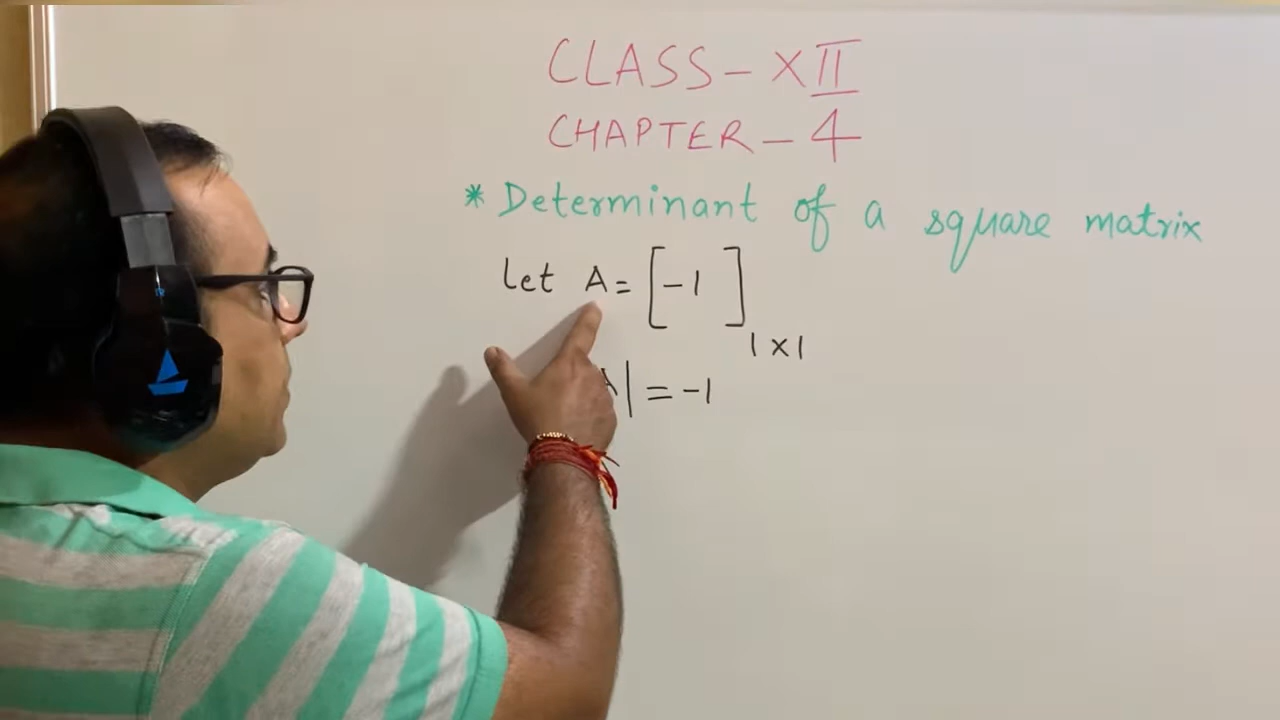 CLASS - XII
CHAPTER - 4
* Determinant of a square matrix
Let A = [-1]
1×1
A| = -1